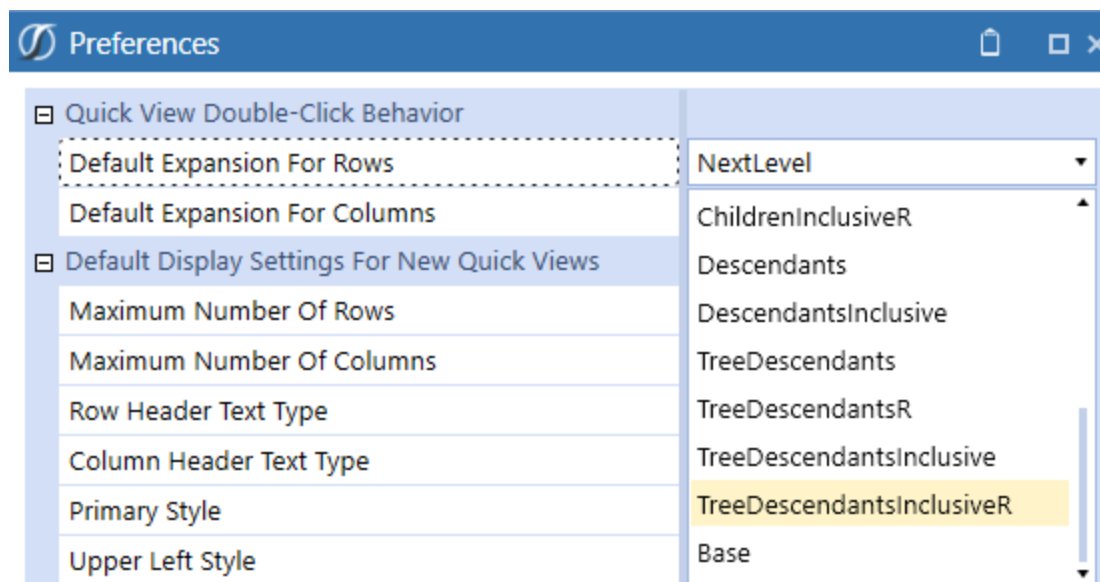 Preferences
Quick View Double-Click Behavior
Default Expansion For Rows NextLevel
Default Expansion For Columns ChildrenInclusiveR
Default Display Settings For New Quick Views Descendants
Maximum Number Of Rows DescendantsInclusive
Maximum Number Of Columns TreeDescendants
Row Header Text Type TreeDescendantsR
Column Header Text Type TreeDescendantsInclusive
Primary Style TreeDescendantsInclusiveR
Upper Left Style Base